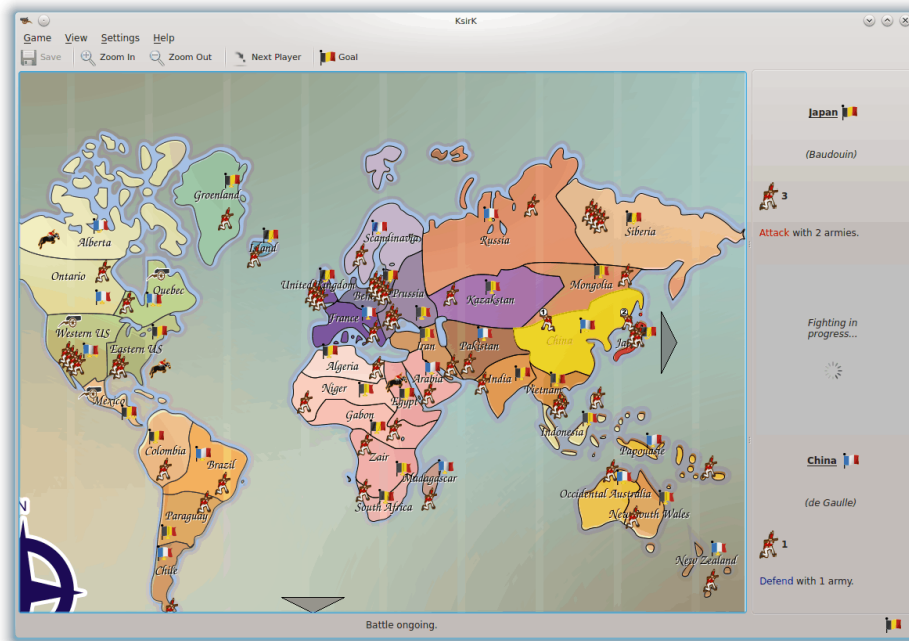 KsirK
Game View Settings Help
Save Zoom In Zoom Out Next Player Goal
Japan
(Baudouin)
3
Attack with 2 armies.
Fighting in
progress...
China
(de Gaulle)
1
Defend with 1 army.
Groenland
Alberta
Island
Scandinavia
Russia
Siberia
Ontario
Quebec
United Kingdom
Prussia
Kazakstan
Mongolia
Western US
Eastern US
France
Iran
Pakistan
China
1
2
Algeria
Arabia
India
Vietnam
Mexico
Niger
Egypt
Gabon
Indonesia
Colombia
Brazil
Zair
Papouasie
Madagascar
Occidental Australia
Paraguay
South Africa
New South Wales
N
Chile
New Zealand
Battle ongoing.